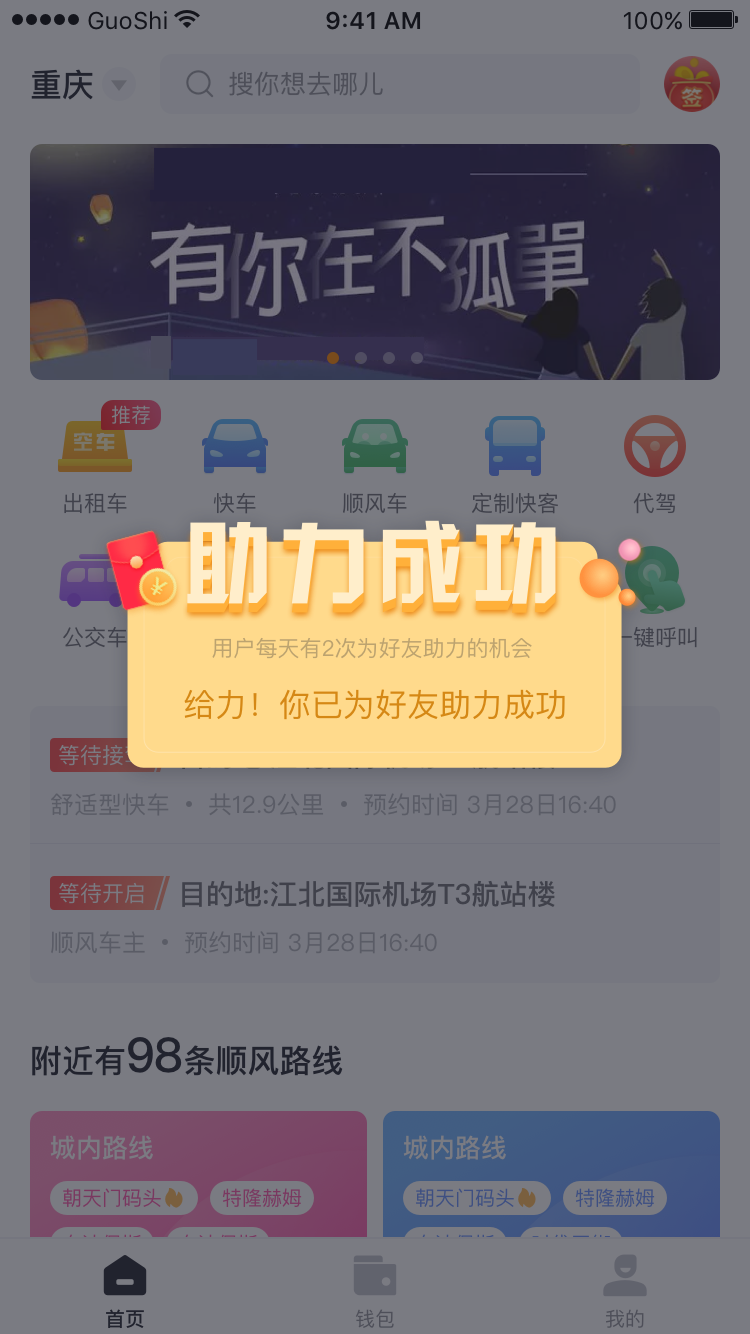 GuoShi 9:41 AM 100%
重庆 搜你想去哪儿 签
有你在不孤單
推荐
空车
出租车 快车 顺风车 定制快客 代驾
助力成功
公交车 一键呼叫
用户每天有2次为好友助力的机会
给力！你已为好友助力成功
等待接
舒适型快车 • 共12.9公里 • 预约时间 3月28日16:40
等待开启 目的地:江北国际机场T3航站楼
顺风车主 • 预约时间 3月28日16:40
附近有98条顺风路线
城内路线 城内路线
朝天门码头 特隆赫姆 朝天门码头 特隆赫姆
首页 钱包 我的